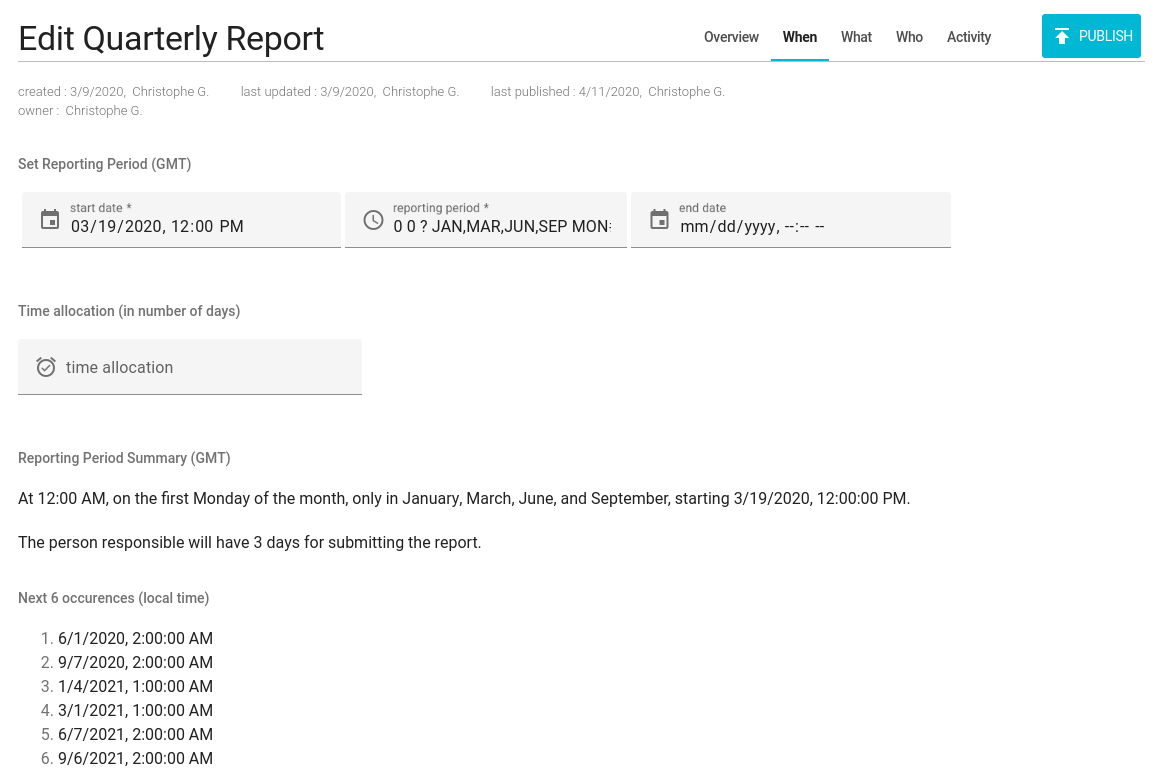 Edit Quarterly Report
Overview When What Who Activity PUBLISH
created : 3/9/2020, Christophe G. last updated : 3/9/2020, Christophe G. last published : 4/11/2020, Christophe G.
owner : Christophe G.
Set Reporting Period (GMT)
start date * reporting period * end date
03/19/2020, 12:00 PM 0 0 ? JAN,MAR,JUN,SEP MON mm/dd/yyyy, --:-- --
Time allocation (in number of days)
time allocation
Reporting Period Summary (GMT)
At 12:00 AM, on the first Monday of the month, only in January, March, June, and September, starting 3/19/2020, 12:00:00 PM.
The person responsible will have 3 days for submitting the report.
Next 6 occurences (local time)
1. 6/1/2020, 2:00:00 AM
2. 9/7/2020, 2:00:00 AM
3. 1/4/2021, 1:00:00 AM
4. 3/1/2021, 1:00:00 AM
5. 6/7/2021, 2:00:00 AM
6. 9/6/2021, 2:00:00 AM